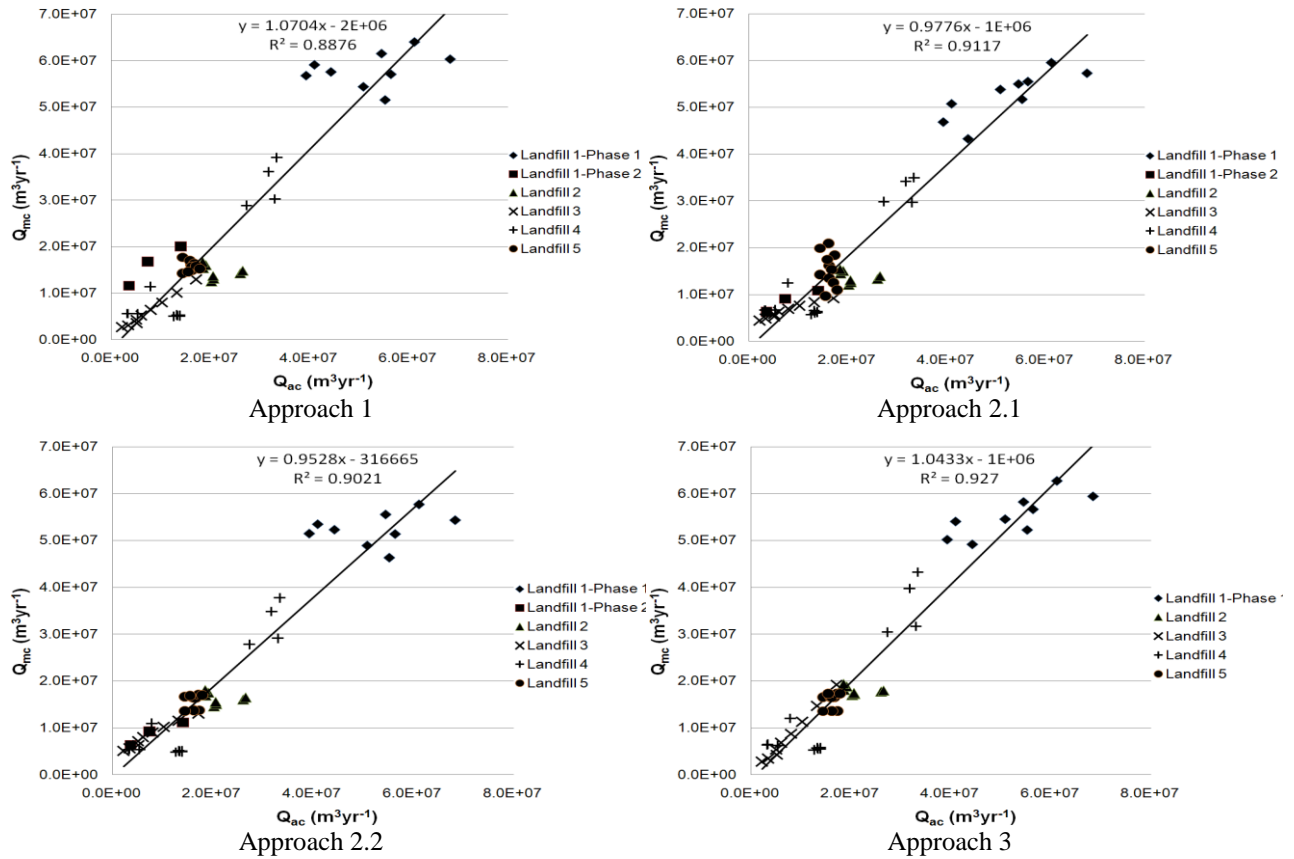 7.0E+07
6.0E+07
5.0E+07
4.0E+07
3.0E+07
2.0E+07
1.0E+07
0.0E+00
Qmc (m³yr⁻¹)
y = 1.0704x - 2E+06
R² = 0.8876
Landfill 1-Phase 1
Landfill 1-Phase 2
Landfill 2
Landfill 3
Landfill 4
Landfill 5
0.0E+00 2.0E+07 4.0E+07 6.0E+07 8.0E+07
Qac (m³yr⁻¹)
Approach 1
7.0E+07
6.0E+07
5.0E+07
4.0E+07
3.0E+07
2.0E+07
1.0E+07
0.0E+00
Qmc (m³yr⁻¹)
y = 0.9776x - 1E+06
R² = 0.9117
Landfill 1-Phase 1
Landfill 1-Phase 2
Landfill 2
Landfill 3
Landfill 4
Landfill 5
0.0E+00 2.0E+07 4.0E+07 6.0E+07 8.0E+07
Qac (m³yr⁻¹)
Approach 2.1
7.0E+07
6.0E+07
5.0E+07
4.0E+07
3.0E+07
2.0E+07
1.0E+07
0.0E+00
Qmc (m³yr⁻¹)
y = 0.9528x - 316665
R² = 0.9021
Landfill 1-Phase 1
Landfill 1-Phase 2
Landfill 2
Landfill 3
Landfill 4
Landfill 5
0.0E+00 2.0E+07 4.0E+07 6.0E+07 8.0E+07
Qac (m³yr⁻¹)
Approach 2.2
7.0E+07
6.0E+07
5.0E+07
4.0E+07
3.0E+07
2.0E+07
1.0E+07
0.0E+00
Qmc (m³yr⁻¹)
y = 1.0433x - 1E+06
R² = 0.927
Landfill 1-Phase 1
Landfill 2
Landfill 3
Landfill 4
Landfill 5
0.0E+00 2.0E+07 4.0E+07 6.0E+07 8.0E+07
Qac (m³yr⁻¹)
Approach 3